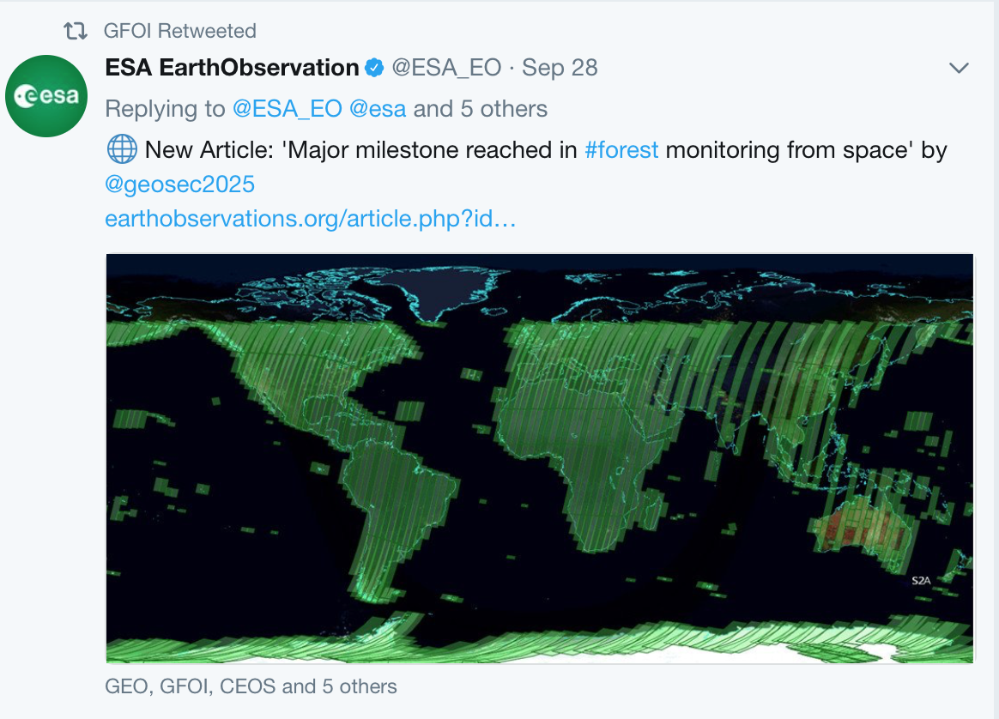 GFOI Retweeted
ESA EarthObservation @ESA_EO · Sep 28
esa
Replying to @ESA_EO @esa and 5 others
New Article: 'Major milestone reached in #forest monitoring from space' by
@geosec2025
earthobservations.org/article.php?id…
S2A
GEO, GFOI, CEOS and 5 others